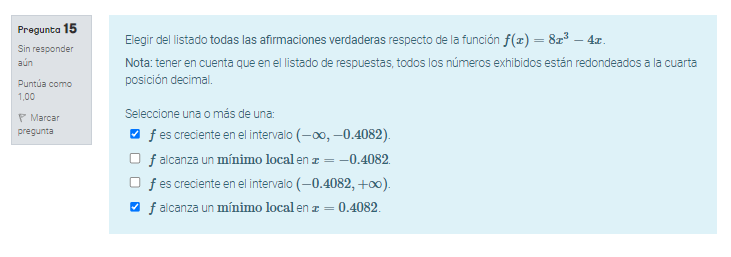 Pregunta 15
Sin responder
aún
Puntúa como
1,00
Marcar
pregunta
Elegir del listado todas las afirmaciones verdaderas respecto de la función f(x) = 8x³ − 4x.
Nota: tener en cuenta que en el listado de respuestas, todos los números exhibidos están redondeados a la cuarta
posición decimal.
Seleccione una o más de una:
f es creciente en el intervalo (−∞, −0.4082).
f alcanza un mínimo local en x = −0.4082.
f es creciente en el intervalo (−0.4082, +∞).
f alcanza un mínimo local en x = 0.4082.